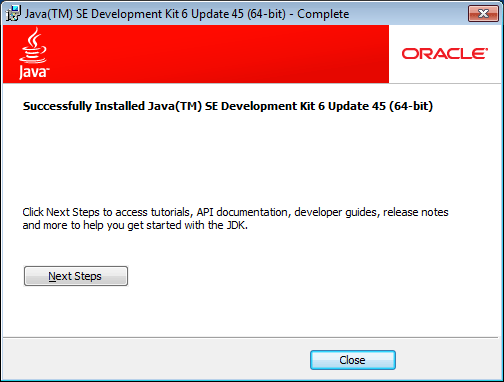 Java(TM) SE Development Kit 6 Update 45 (64-bit) - Complete
Java™
ORACLE®
Successfully Installed Java(TM) SE Development Kit 6 Update 45 (64-bit)
Click Next Steps to access tutorials, API documentation, developer guides, release notes
and more to help you get started with the JDK.
Next Steps
Close